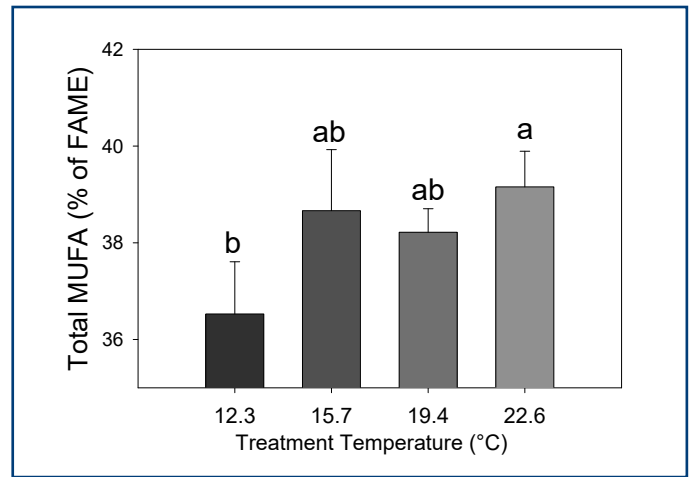 Total MUFA (% of FAME)
42
40
38
36
b
ab
ab
a
12.3 15.7 19.4 22.6
Treatment Temperature (°C)